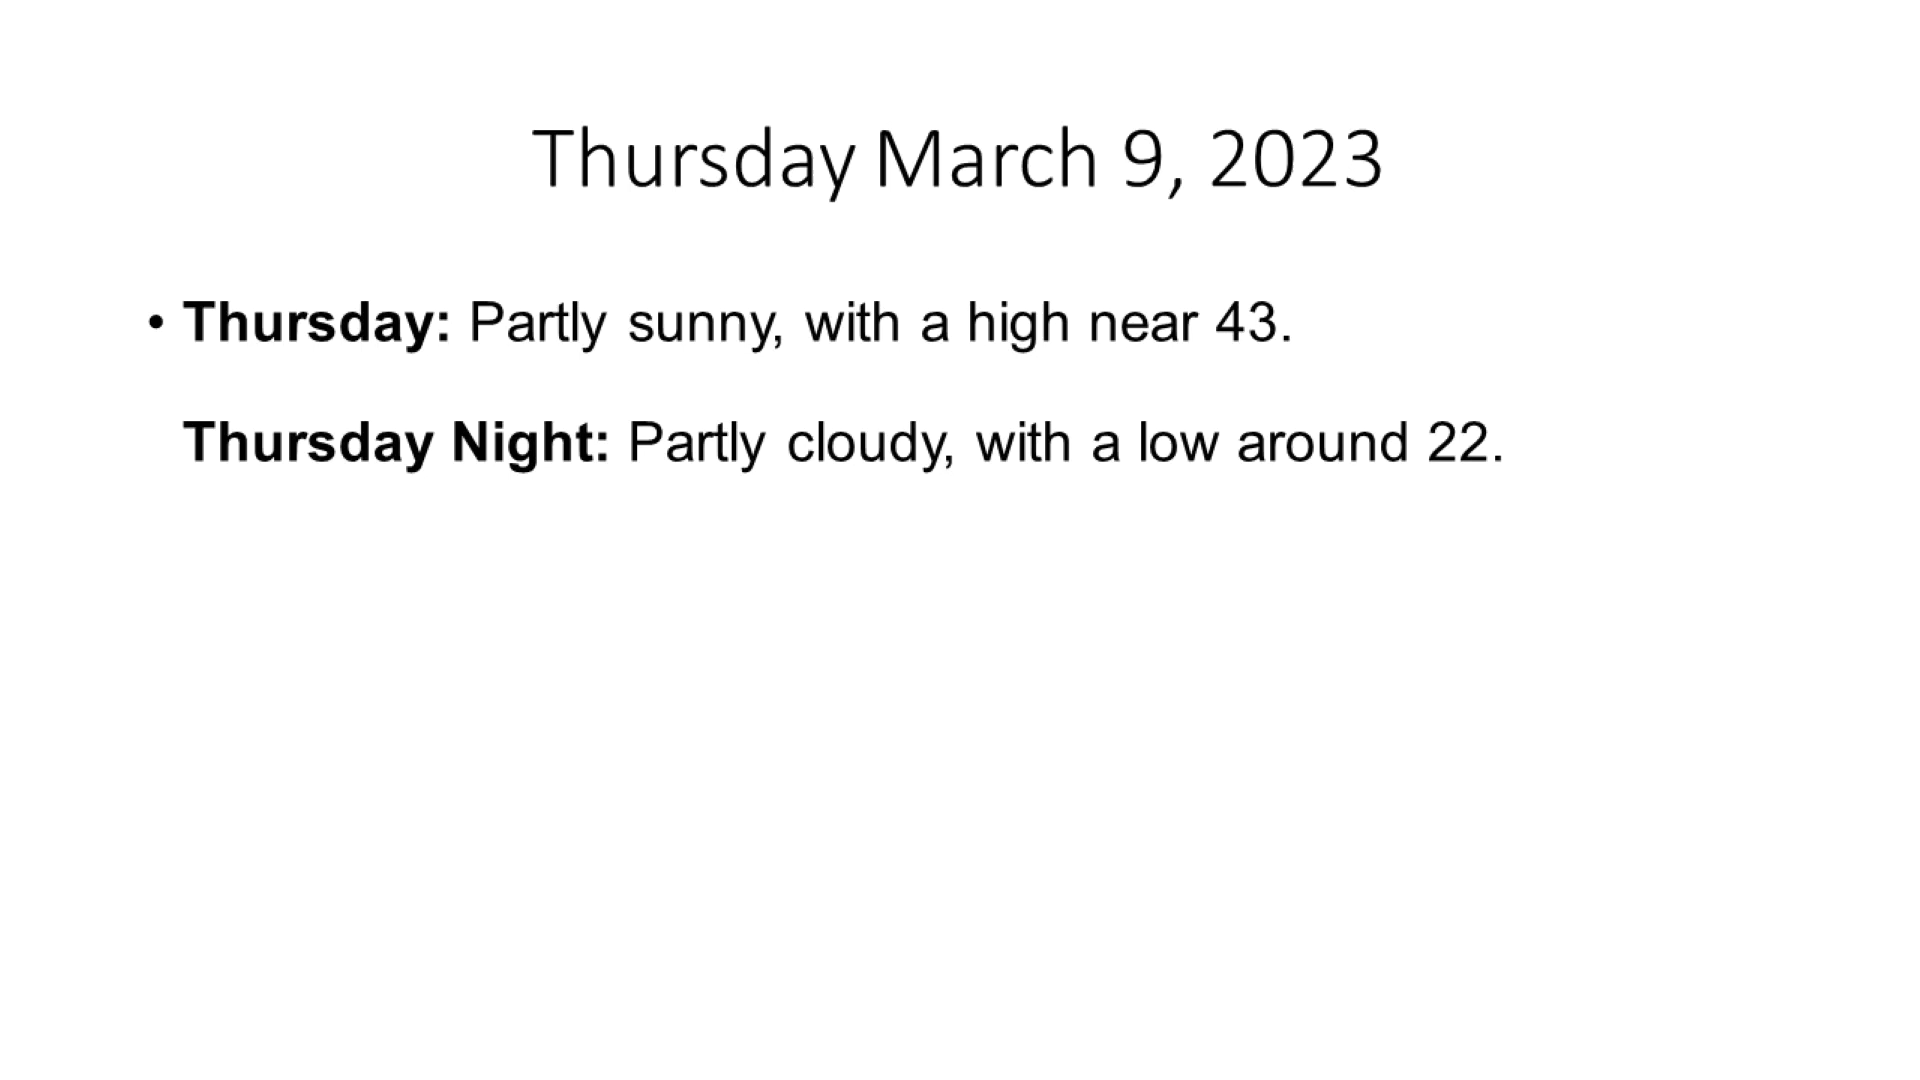 Thursday March 9, 2023
• Thursday: Partly sunny, with a high near 43.
Thursday Night: Partly cloudy, with a low around 22.